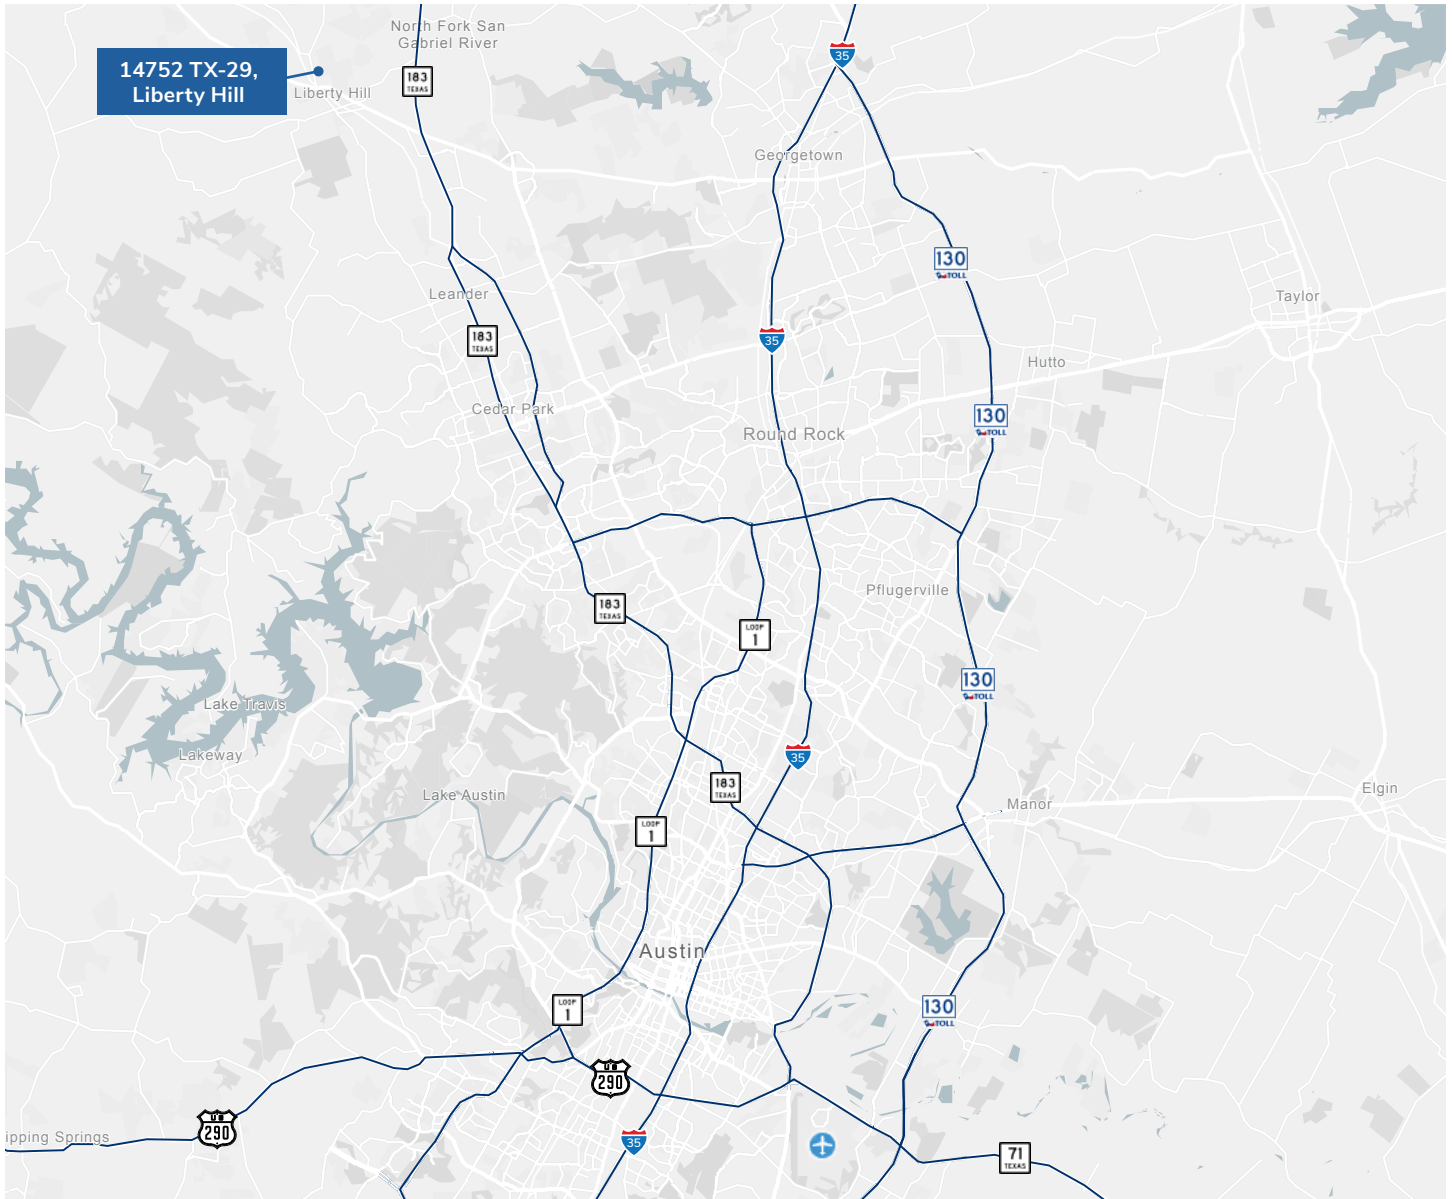 North Fork San
Gabriel River
35
14752 TX-29,
Liberty Hill
183
TEXAS
Liberty Hill
Georgetown
130
TOLL
Leander
Taylor
183
TEXAS
35
Hutto
Cedar Park
130
TOLL
Round Rock
Pflugerville
183
TEXAS
LOOP
1
130
TOLL
Lake Travis
Lakeway
35
183
TEXAS
Lake Austin
Elgin
Manor
LOOP
1
Austin
LOOP
1
130
TOLL
US
290
US
290
ipping Springs
35
71
TEXAS